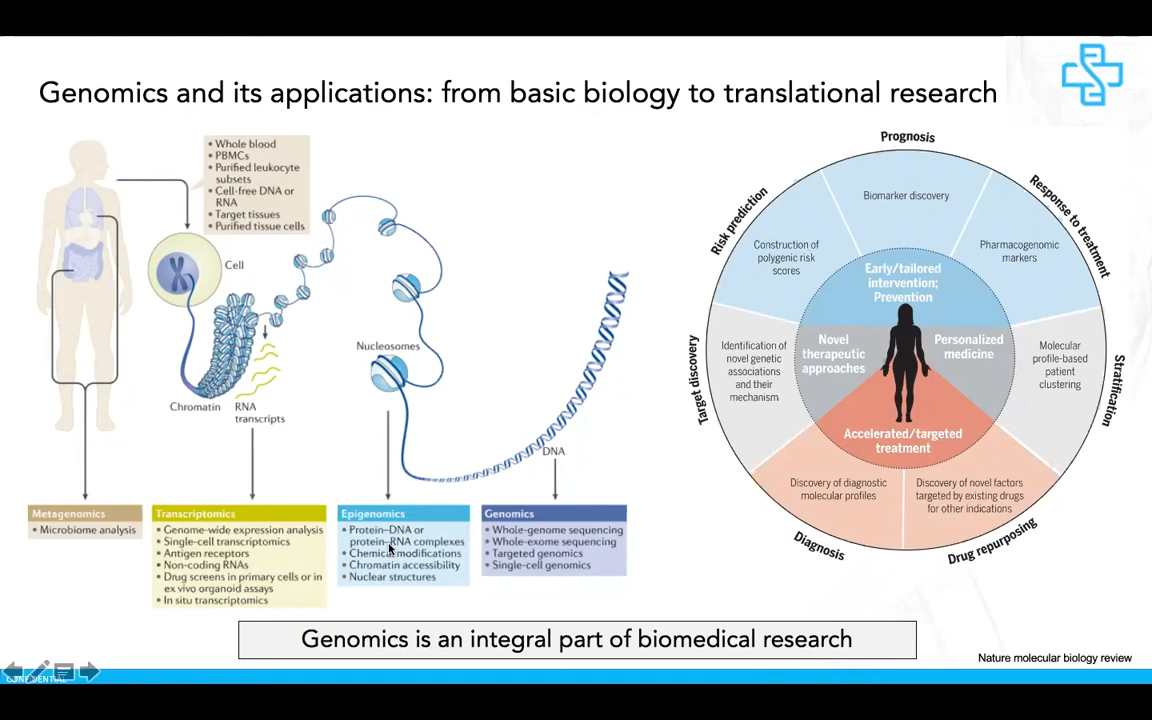 Genomics and its applications: from basic biology to translational research
• Whole blood
• PBMCs
• Purified leukocyte
subsets
• Cell-free DNA or
RNA
• Target tissues
• Purified tissue cells
Cell
Nucleosomes
Chromatin
RNA
transcripts
DNA
Metagenomics
• Microbiome analysis
Transcriptomics
• Genome-wide expression analysis
• Single-cell transcriptomics
• Antigen receptors
• Non-coding RNAs
• Drug screens in primary cells or in
ex vivo organoid assays
• In situ transcriptomics
Epigenomics
• Protein–DNA or
protein–RNA complexes
• Chemical modifications
• Chromatin accessibility
• Nuclear structures
Genomics
• Whole-genome sequencing
• Whole-exome sequencing
• Targeted genomics
• Single-cell genomics
Prognosis
Biomarker discovery
Risk prediction
Construction of
polygenic risk
scores
Response to treatment
Pharmacogenomic
markers
Early/tailored
intervention;
Prevention
Target discovery
Identification of
novel genetic
associations
and their
mechanism
Novel
therapeutic
approaches
Personalized
medicine
Molecular
profile-based
patient
clustering
Stratification
Accelerated/targeted
treatment
Discovery of diagnostic
molecular profiles
Discovery of novel factors
targeted by existing drugs
for other indications
Diagnosis
Drug repurposing
Genomics is an integral part of biomedical research
Nature molecular biology review
CONFIDENTIAL